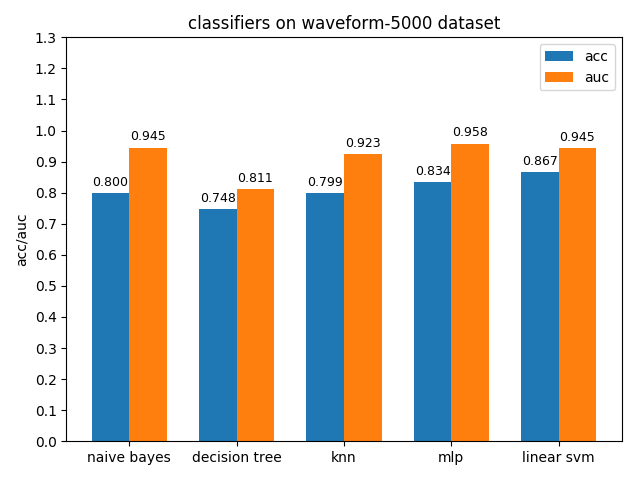 classifiers on waveform-5000 dataset
1.3
1.2
1.1
1.0
0.9
0.8
0.7
0.6
0.5
0.4
0.3
0.2
0.1
0.0
acc/auc
acc
auc
0.800
0.945
0.748
0.811
0.799
0.923
0.834
0.958
0.867
0.945
naive bayes
decision tree
knn
mlp
linear svm